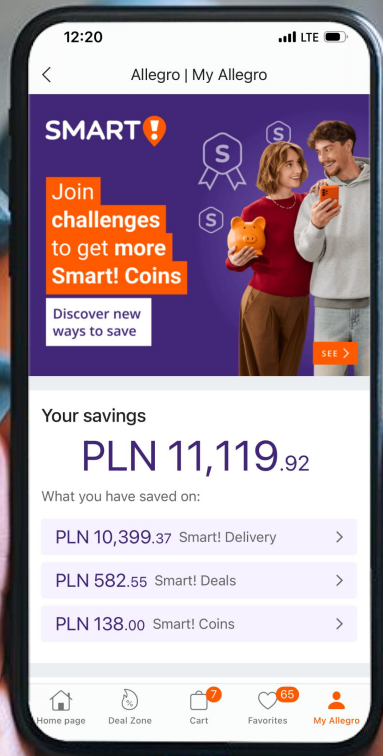 12:20
LTE
Allegro | My Allegro
SMART!
S
S
S
Join
challenges
to get more
Smart! Coins
Discover new
ways to save
SEE
Your savings
PLN 11,119.92
What you have saved on:
PLN 10,399.37 Smart! Delivery
PLN 582.55 Smart! Deals
PLN 138.00 Smart! Coins
%
7
65
Home page
Deal Zone
Cart
Favorites
My Allegro